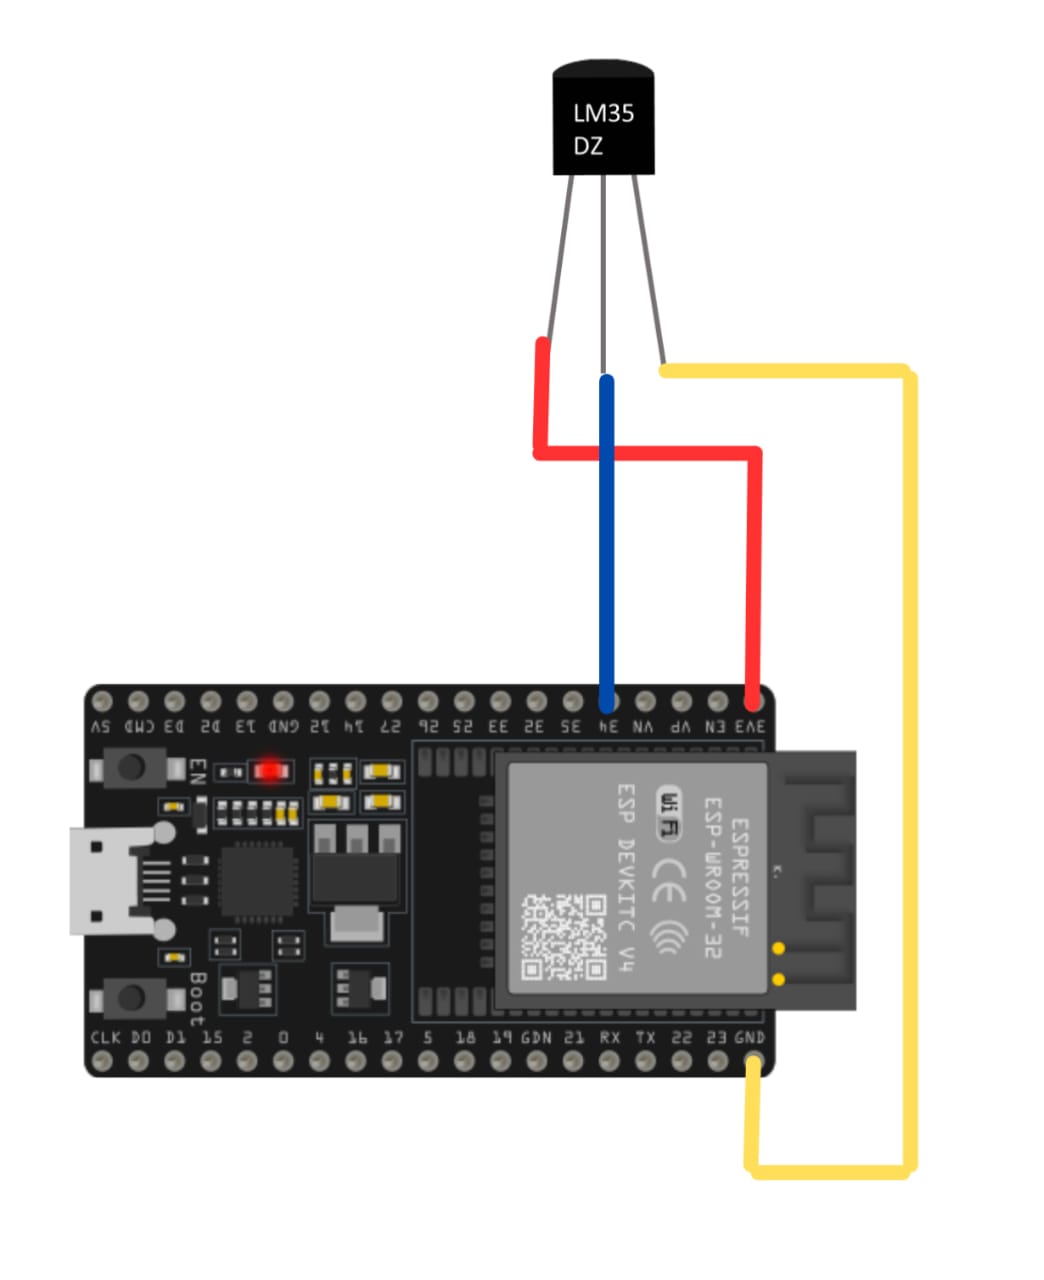 LM35
DZ
5V CMD D3 D2 13 GND 12 14 27 26 25 33 32 35 34 VN VP EN 3V3
EN
Wi Fi
ESPRESSIF
ESP-WROOM-32
CE
ESP DEVKITC V4
Boot
CLK D0 D1 15 2 0 4 16 17 5 18 19 GDN 21 RX TX 22 23 GND